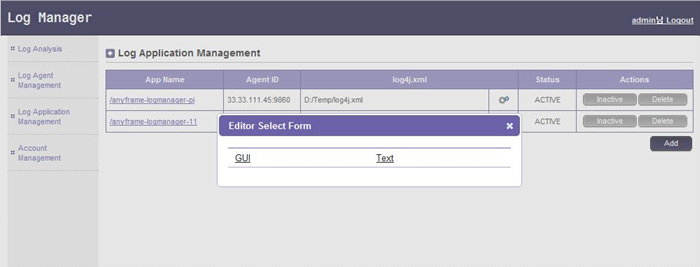 Log Manager
Logout
Log Analysis
Log Agent
Management
Log Application
Management
Account
Management
Log Application Management
App Name Agent ID log4j.xml Status Actions
/anyframe-logmanager-pi 33.33.111.45:9860 D:/Temp/log4j.xml ACTIVE Inactive Delete
/anyframe-logmanager-11 ACTIVE Inactive Delete
Add
Editor Select Form
GUI Text